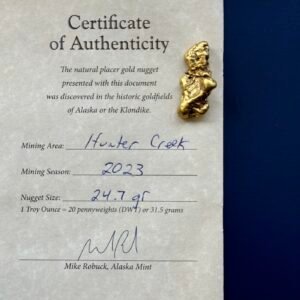 Certificate
of Authenticity
The natural placer gold nugget
presented with this document
was discovered in the historic goldfields
of Alaska or the Klondike.
Mining Area: Hunter Creek
Mining Season: 2023
Nugget Size: 24.7 gr
1 Troy Ounce = 20 pennyweights (DWT) or 31.5 grams
Mike Robuck, Alaska Mint